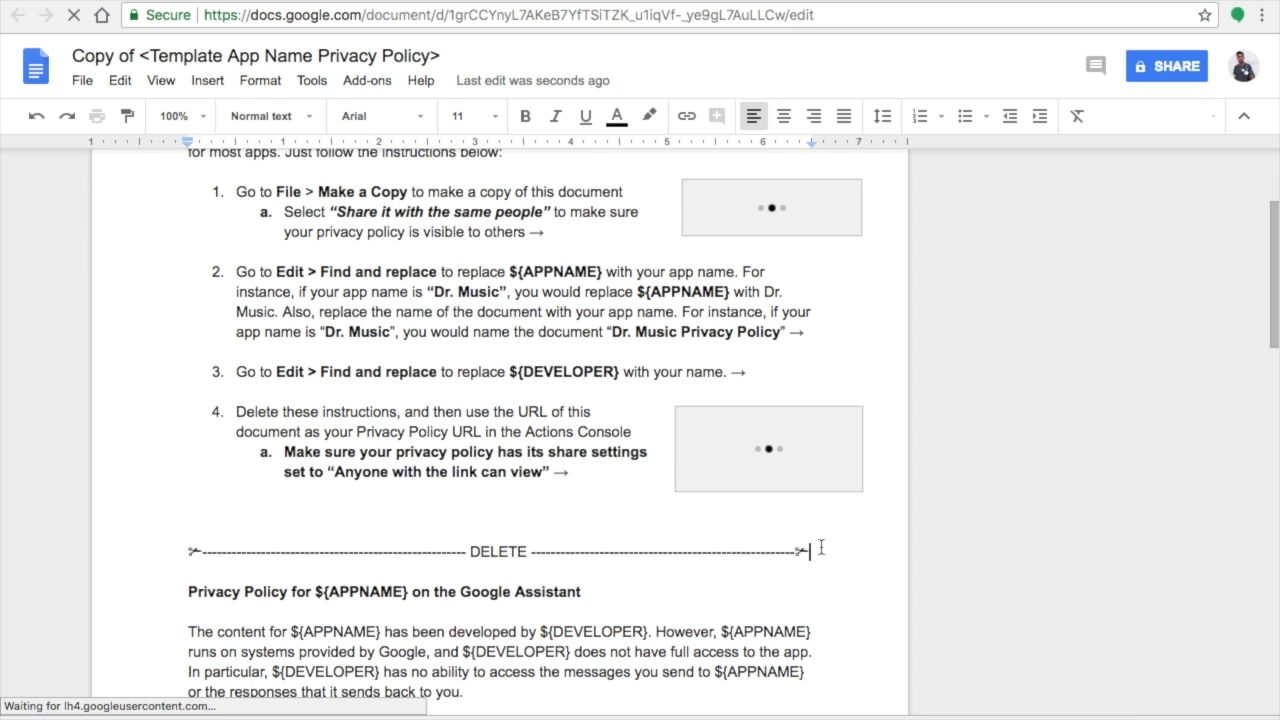 Secure
https://docs.google.com/document/d/1grCCYnyL7AKeB7YfTSiTZK_u1iqVf-_ye9gL7AuLLCw/edit
Copy of <Template App Name Privacy Policy>
File Edit View Insert Format Tools Add-ons Help Last edit was seconds ago
SHARE
100% Normal text Arial 11 B I U A
1 1 2 3 4 5 6 7
for most apps. Just follow the instructions below:
1. Go to File > Make a Copy to make a copy of this document
a. Select “Share it with the same people” to make sure
your privacy policy is visible to others →
2. Go to Edit > Find and replace to replace ${APPNAME} with your app name. For
instance, if your app name is “Dr. Music”, you would replace ${APPNAME} with Dr.
Music. Also, replace the name of the document with your app name. For instance, if your
app name is “Dr. Music”, you would name the document “Dr. Music Privacy Policy” →
3. Go to Edit > Find and replace to replace ${DEVELOPER} with your name. →
4. Delete these instructions, and then use the URL of this
document as your Privacy Policy URL in the Actions Console
a. Make sure your privacy policy has its share settings
set to “Anyone with the link can view” →
✃------------------------------------------------------ DELETE ------------------------------------------------------✃
Privacy Policy for ${APPNAME} on the Google Assistant
The content for ${APPNAME} has been developed by ${DEVELOPER}. However, ${APPNAME}
runs on systems provided by Google, and ${DEVELOPER} does not have full access to the app.
In particular, ${DEVELOPER} has no ability to access the messages you send to ${APPNAME}
or the responses that it sends back to you.
Waiting for lh4.googleusercontent.com...